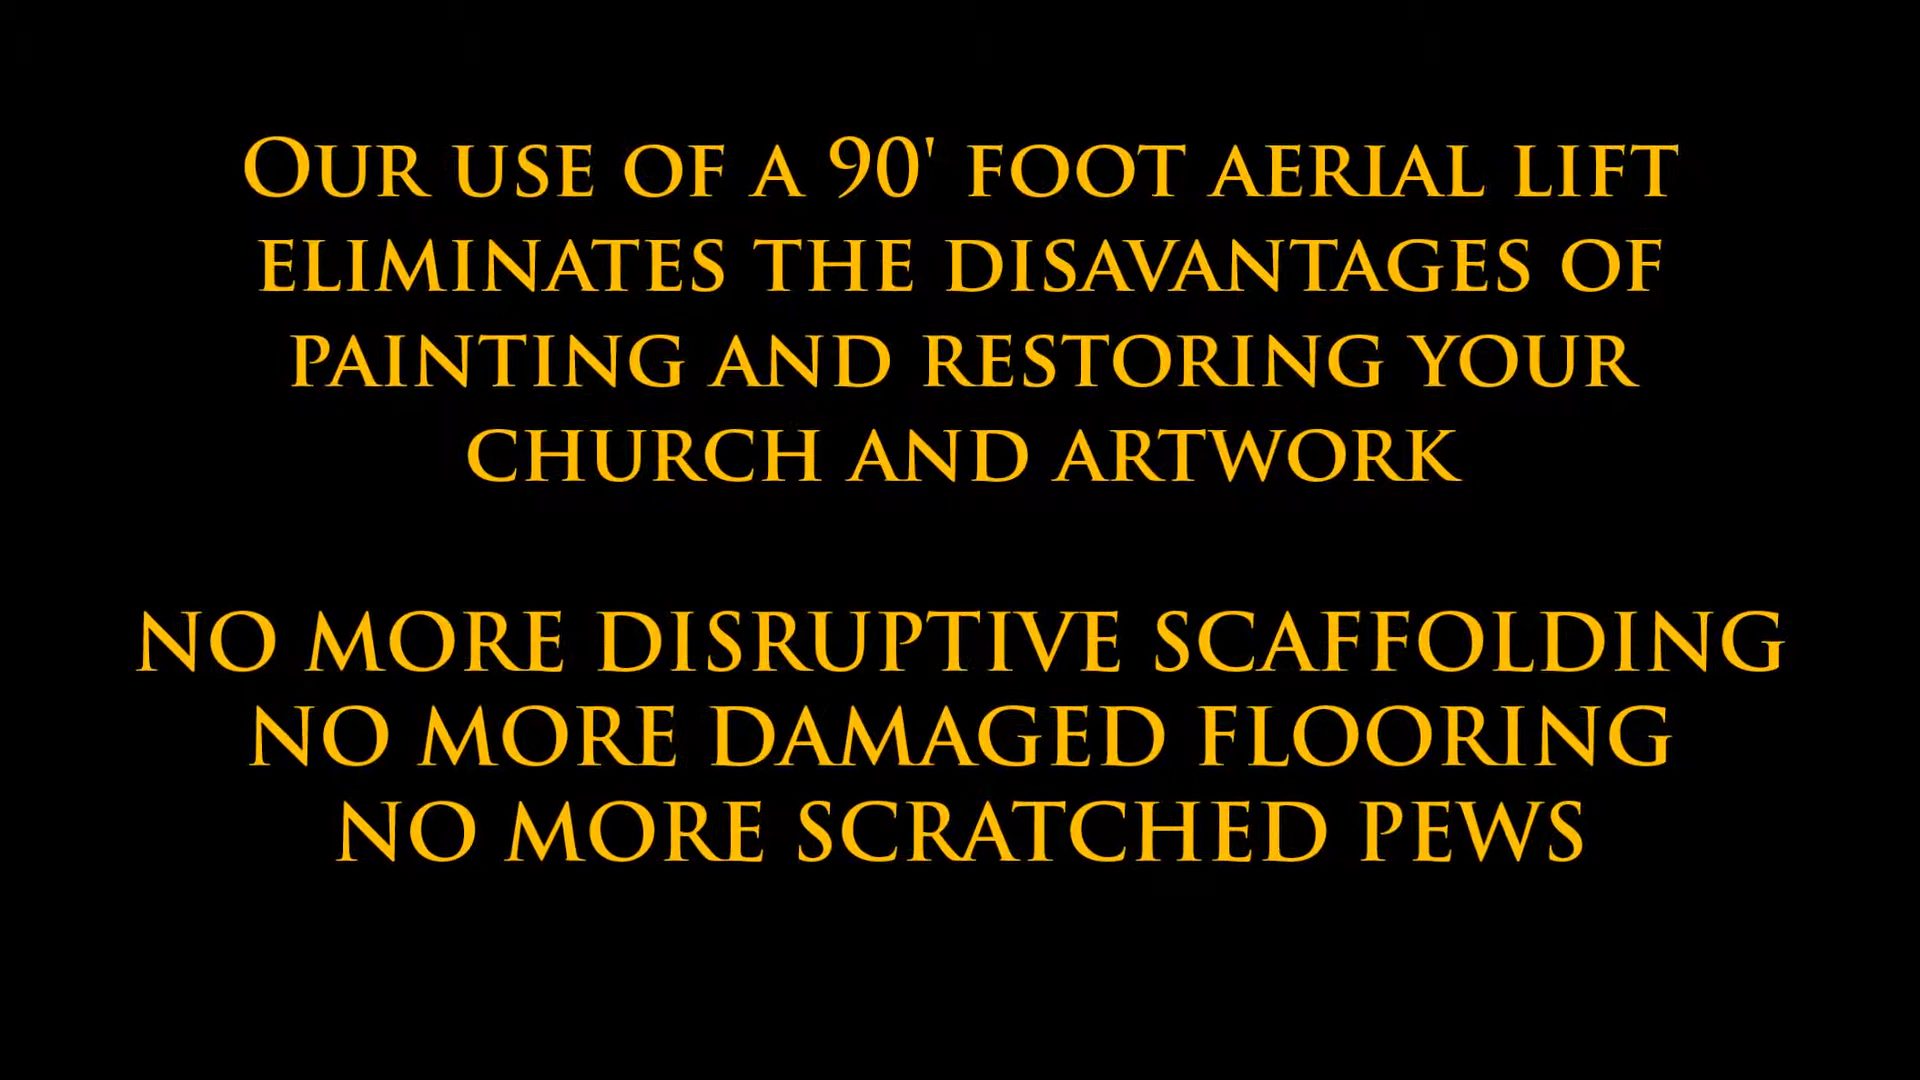 Our use of a 90' foot aerial lift
eliminates the disavantages of
painting and restoring your
church and artwork
NO MORE DISRUPTIVE SCAFFOLDING
NO MORE DAMAGED FLOORING
NO MORE SCRATCHED PEWS